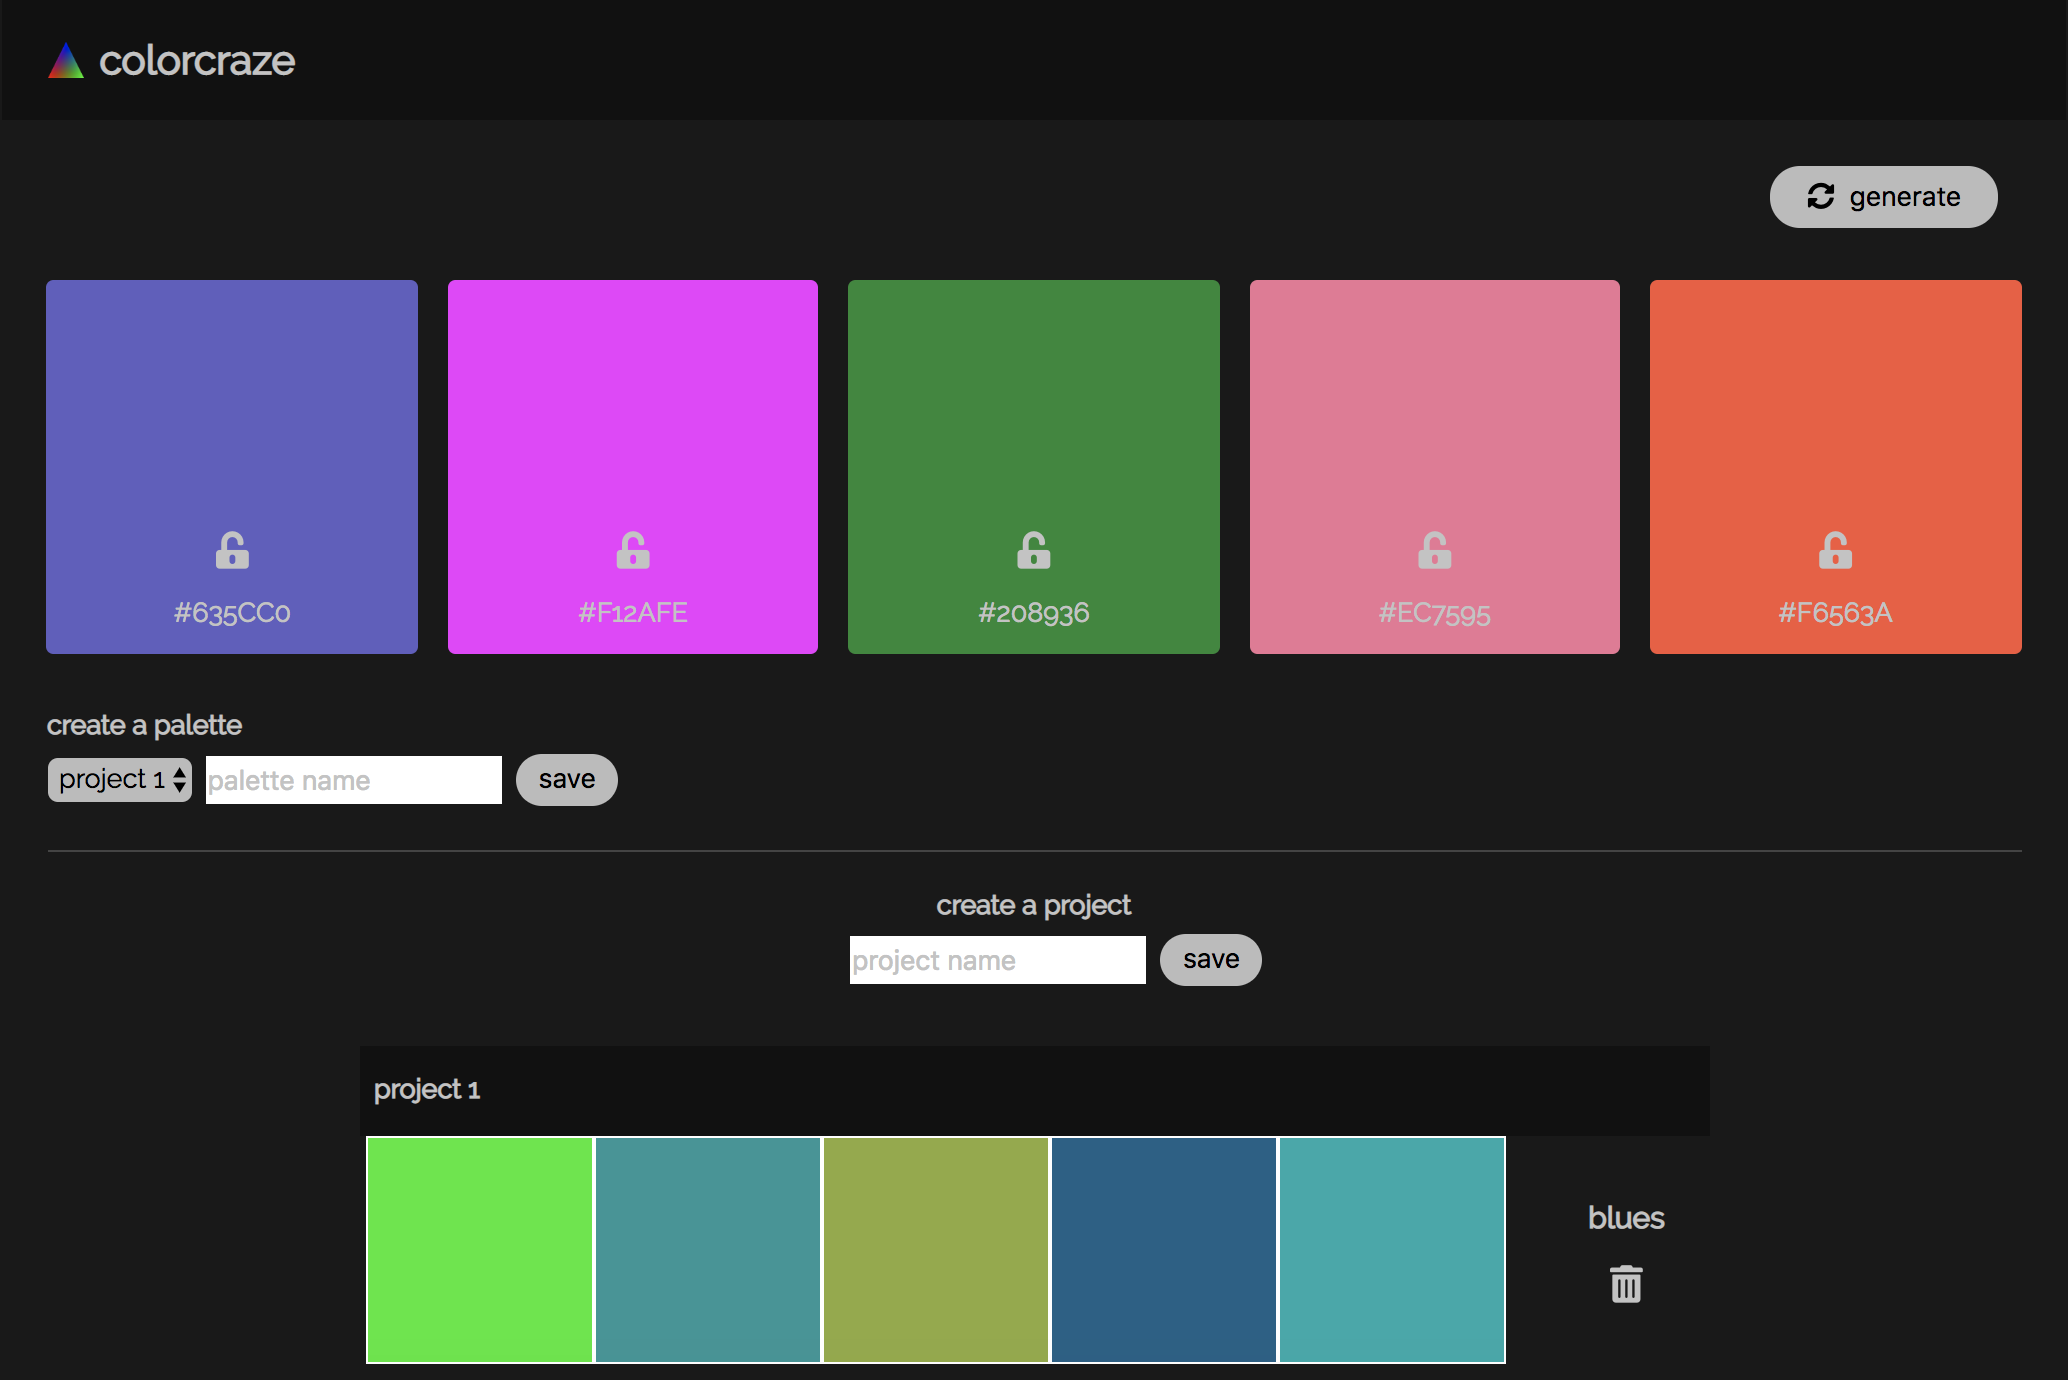 colorcraze
generate
#635CC0
#F12AFE
#208936
#EC7595
#F6563A
create a palette
project 1
palette name
save
create a project
project name
save
project 1
blues